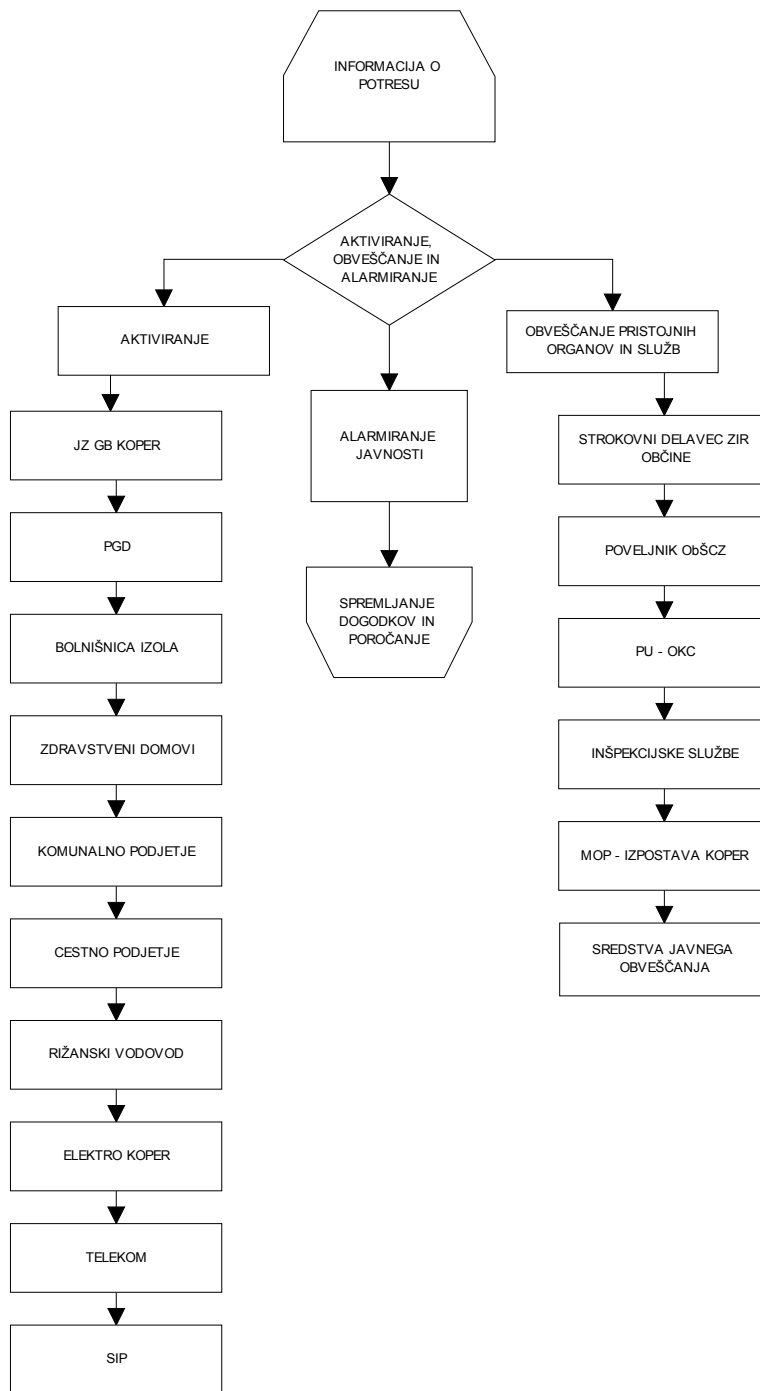 INFORMACIJA O
POTRESU
AKTIVIRANJE,
OBVEŠČANJE IN
ALARMIRANJE
AKTIVIRANJE
JZ GB KOPER
PGD
BOLNIŠNICA IZOLA
ZDRAVSTVENI DOMOVI
KOMUNALNO PODJETJE
CESTNO PODJETJE
RIŽANSKI VODOVOD
ELEKTRO KOPER
TELEKOM
SIP
ALARMIRANJE
JAVNOSTI
SPREMLJANJE
DOGODKOV IN
POROČANJE
OBVEŠČANJE PRISTOJNIH
ORGANOV IN SLUŽB
STROKOVNI DELAVEC ZIR
OBČINE
POVELJNIK ObŠCZ
PU - OKC
INŠPEKCIJSKE SLUŽBE
MOP - IZPOSTAVA KOPER
SREDSTVA JAVNEGA
OBVEŠČANJA